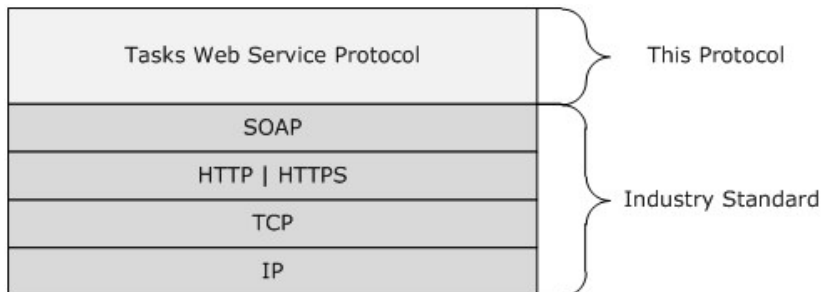 Tasks Web Service Protocol
This Protocol
SOAP
HTTP | HTTPS
Industry Standard
TCP
IP